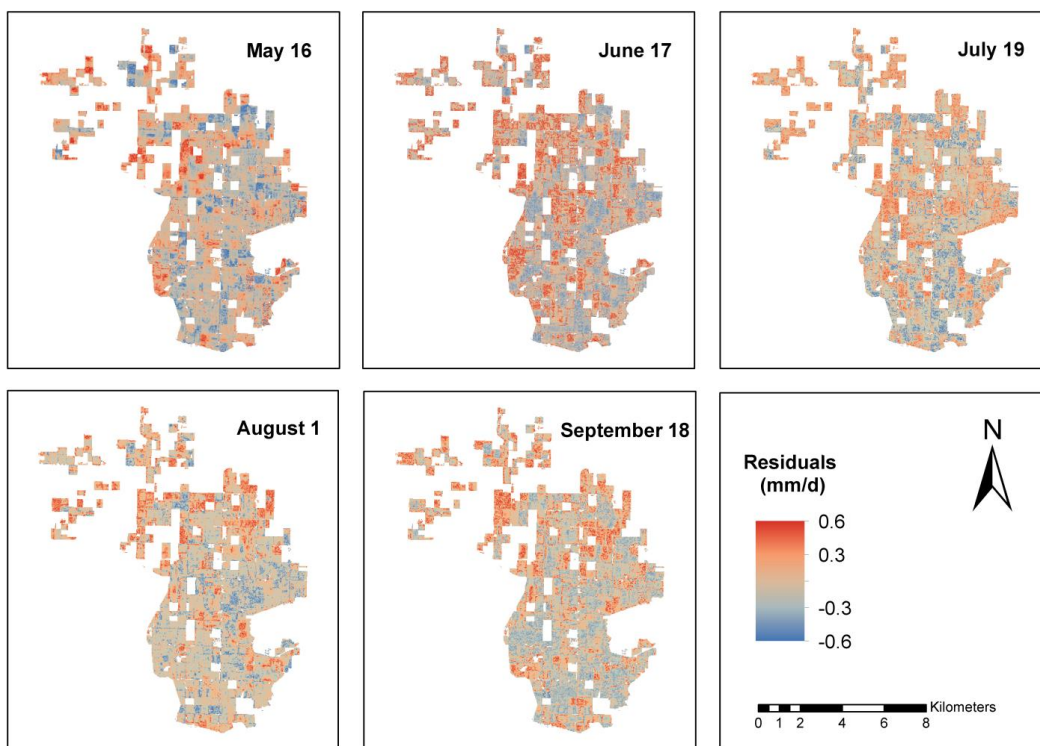 May 16
June 17
July 19
August 1
September 18
N
Residuals
(mm/d)
0.6
0.3
-0.3
-0.6
Kilometers
0 1 2 4 6 8